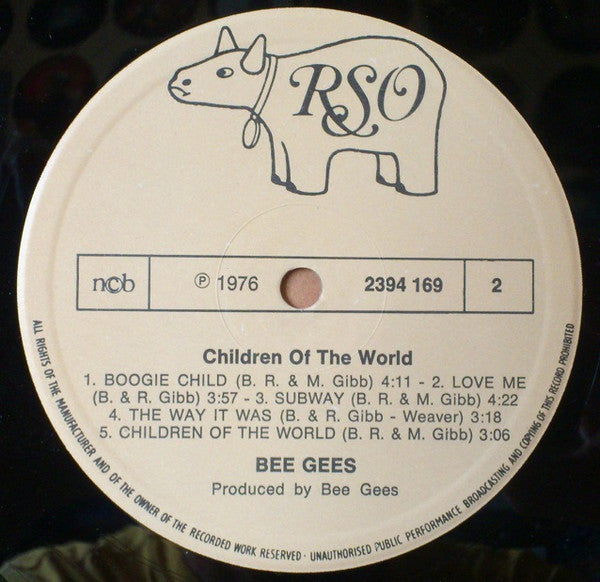 RSO
ncb ℗ 1976 2394 169 2
Children Of The World
1. BOOGIE CHILD (B. R. & M. Gibb) 4:11 - 2. LOVE ME
(B. & R. Gibb) 3:57 - 3. SUBWAY (B. R. & M. Gibb) 4:22
4. THE WAY IT WAS (B. & R. Gibb - Weaver) 3:18
5. CHILDREN OF THE WORLD (B. R. & M. Gibb) 3:06
BEE GEES
Produced by Bee Gees
ALL RIGHTS OF THE MANUFACTURER AND OF THE OWNER OF THE RECORDED WORK RESERVED · UNAUTHORISED PUBLIC PERFORMANCE BROADCASTING AND COPYING OF THIS RECORD PROHIBITED